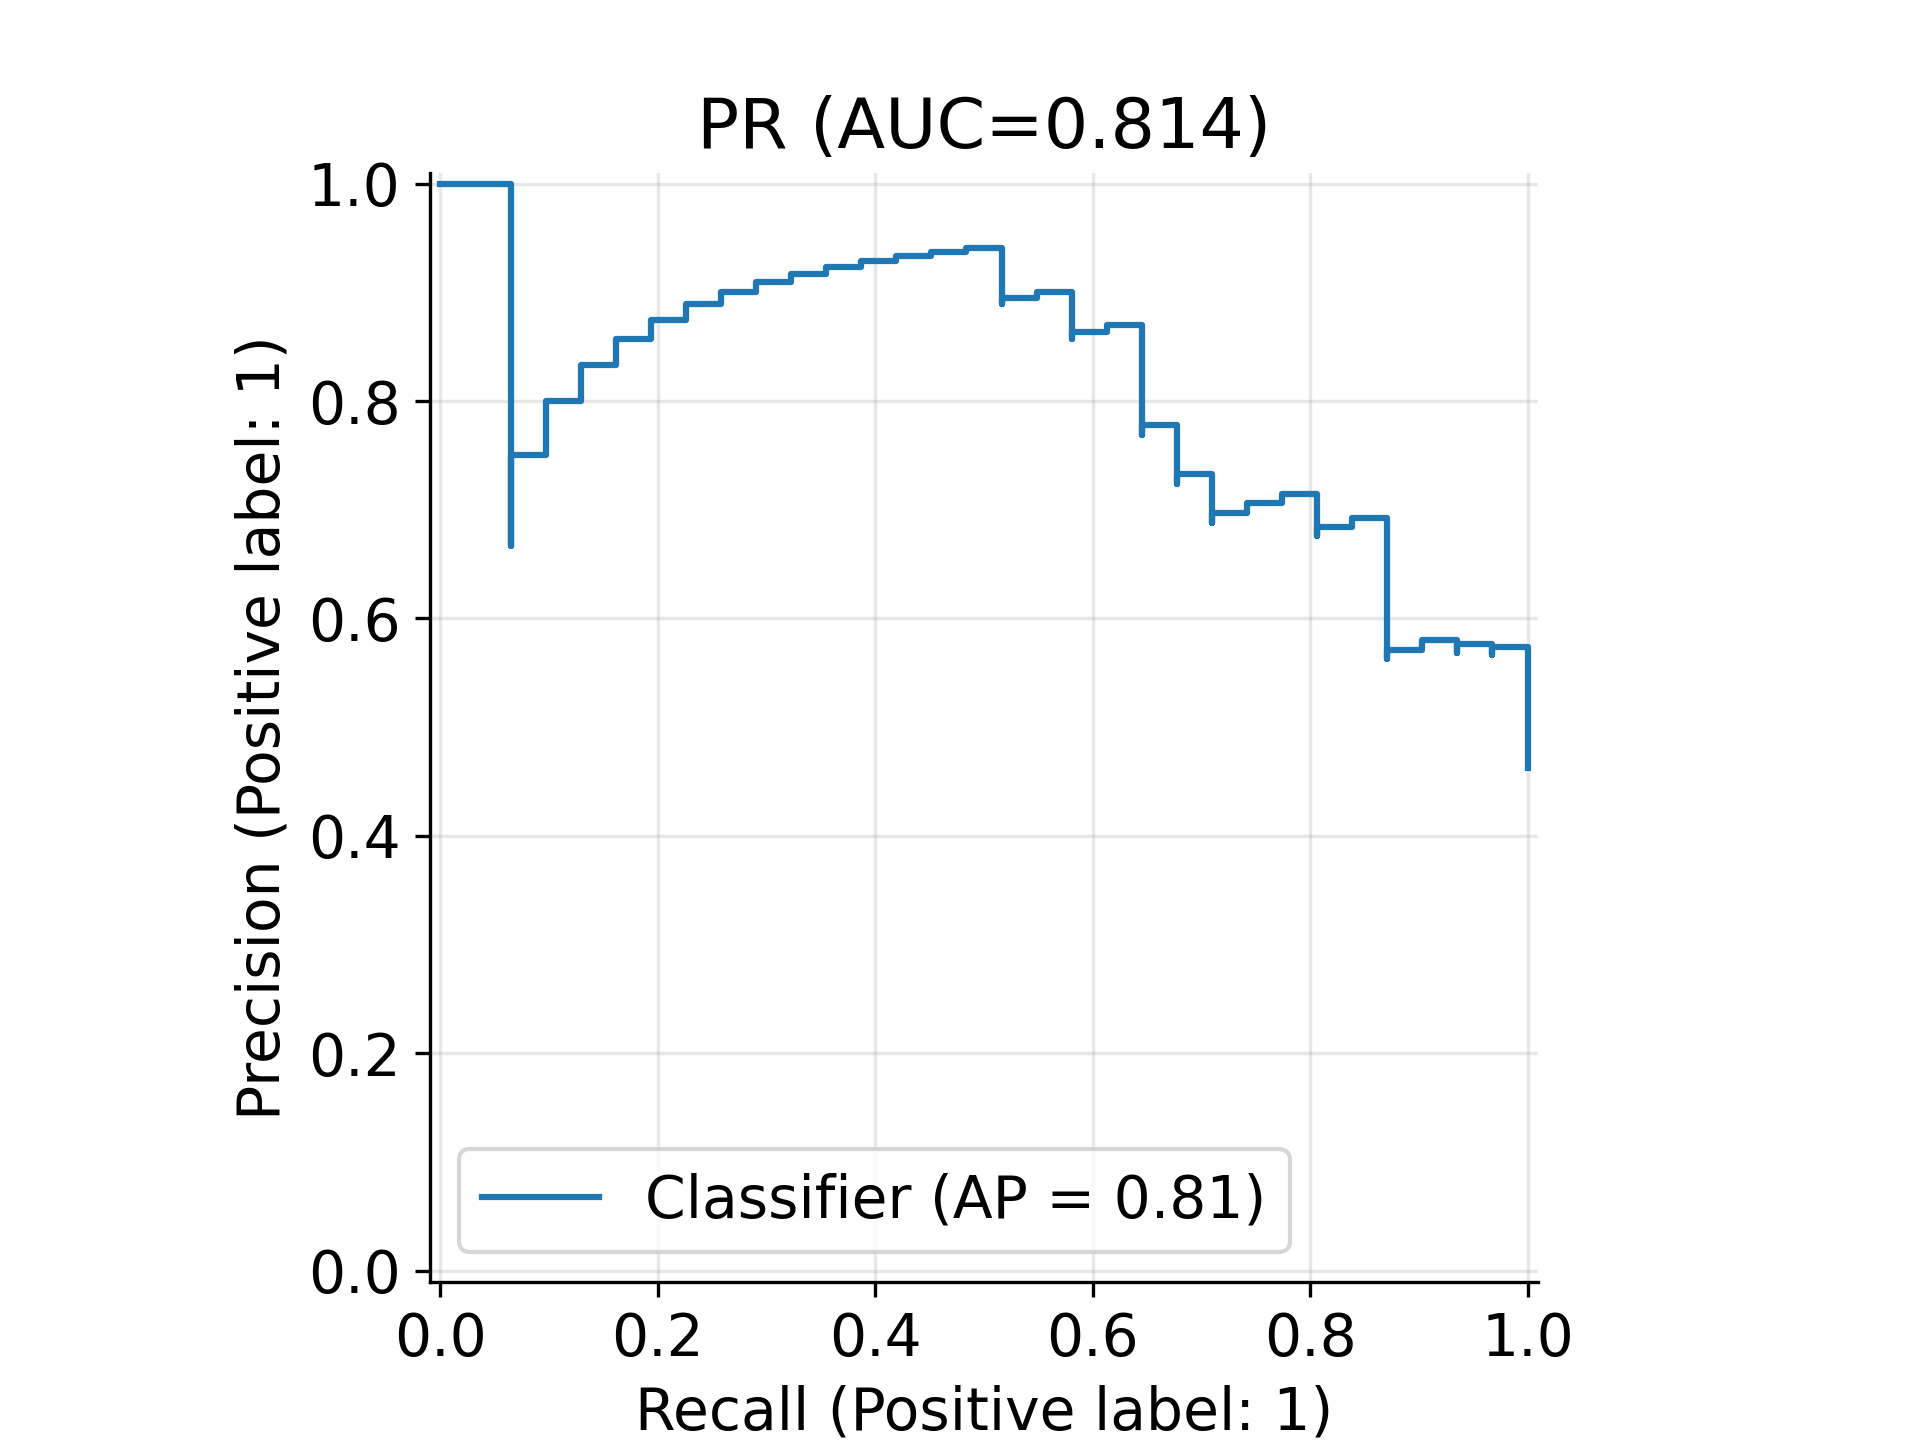 PR (AUC=0.814)
Precision (Positive label: 1)
1.0
0.8
0.6
0.4
0.2
0.0
Classifier (AP = 0.81)
0.0 0.2 0.4 0.6 0.8 1.0
Recall (Positive label: 1)